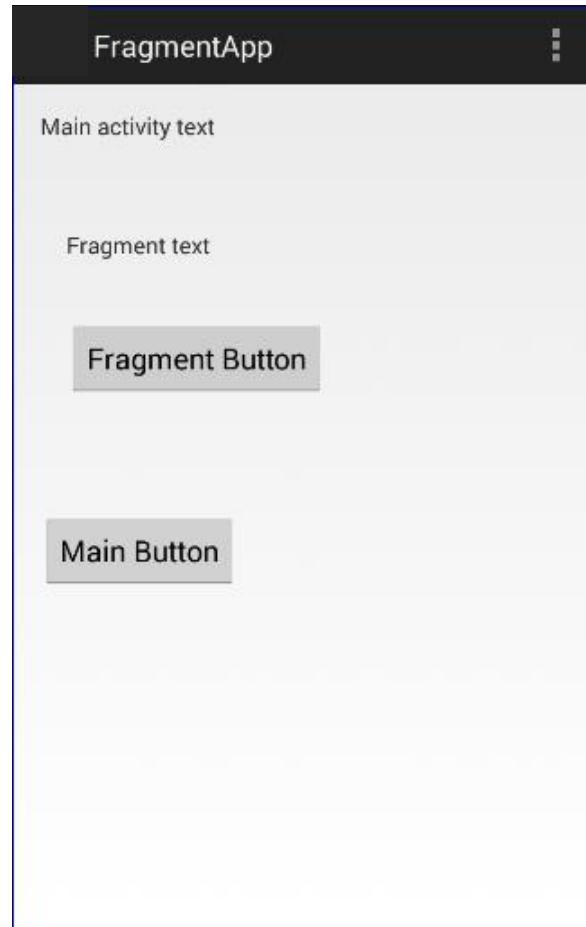 FragmentApp
Main activity text
Fragment text
Fragment Button
Main Button